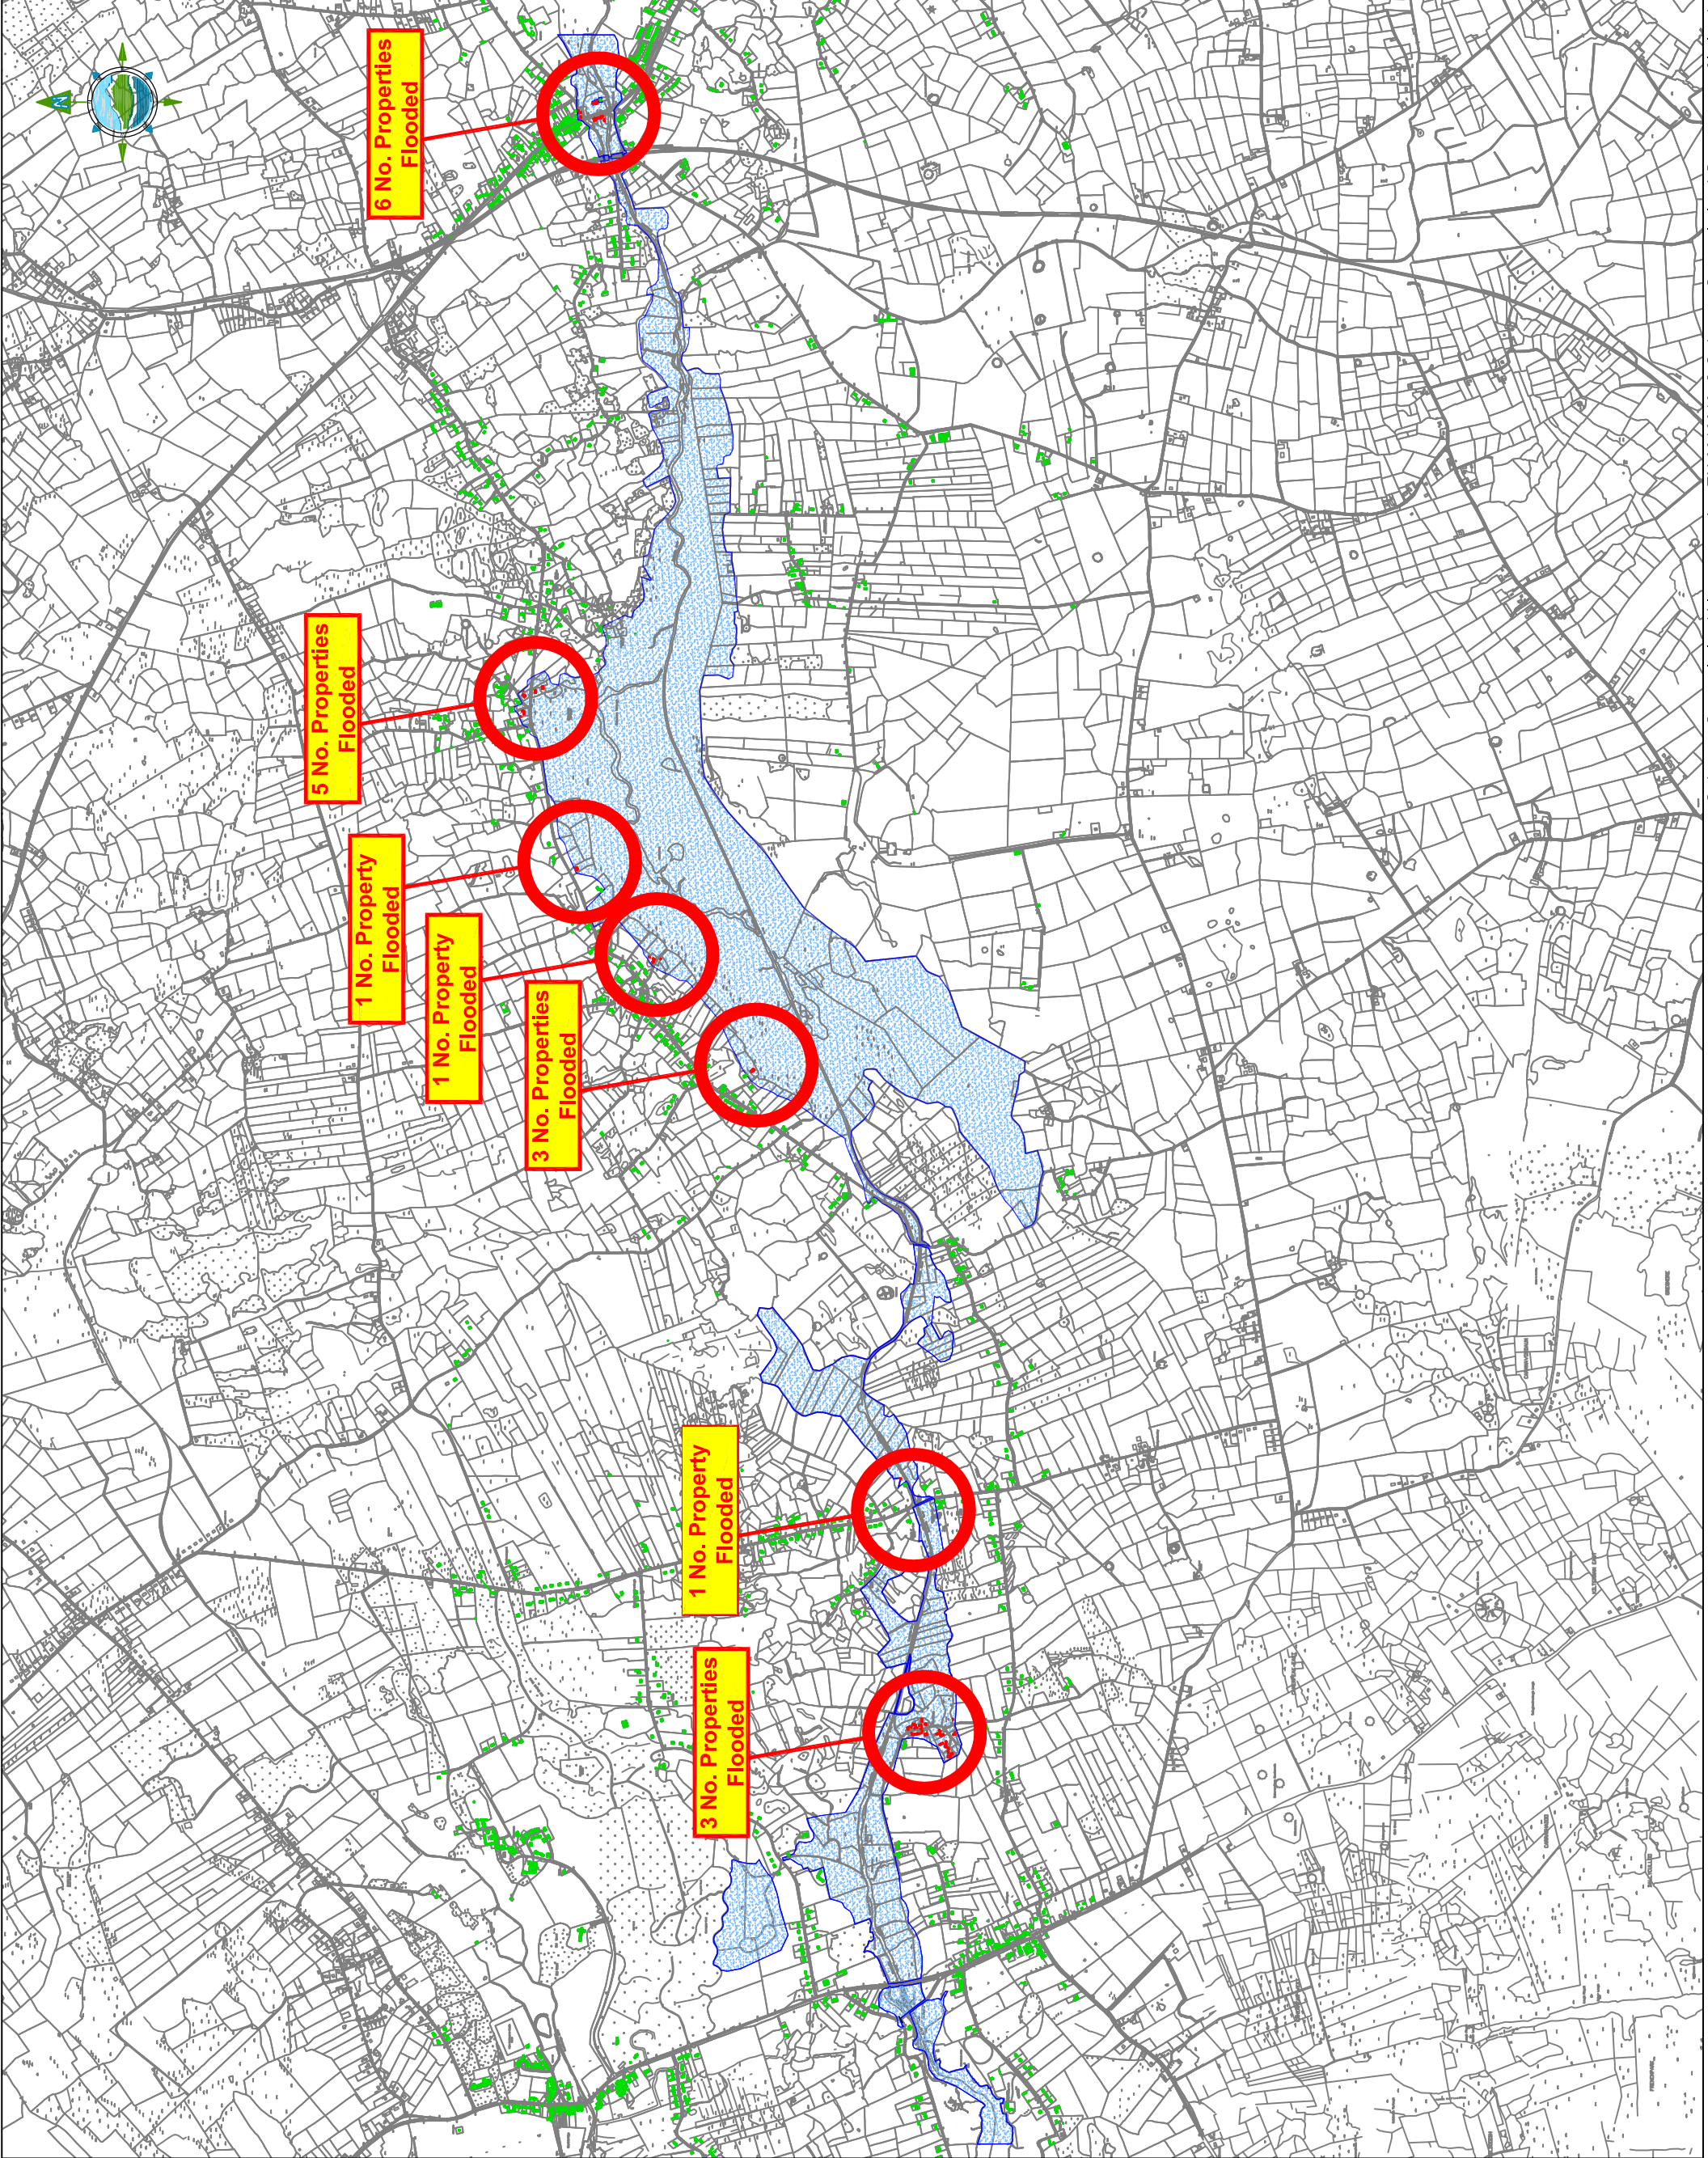 N
6 No. Properties
Flooded
5 No. Properties
Flooded
1 No. Property
Flooded
1 No. Property
Flooded
3 No. Properties
Flooded
1 No. Property
Flooded
3 No. Properties
Flooded